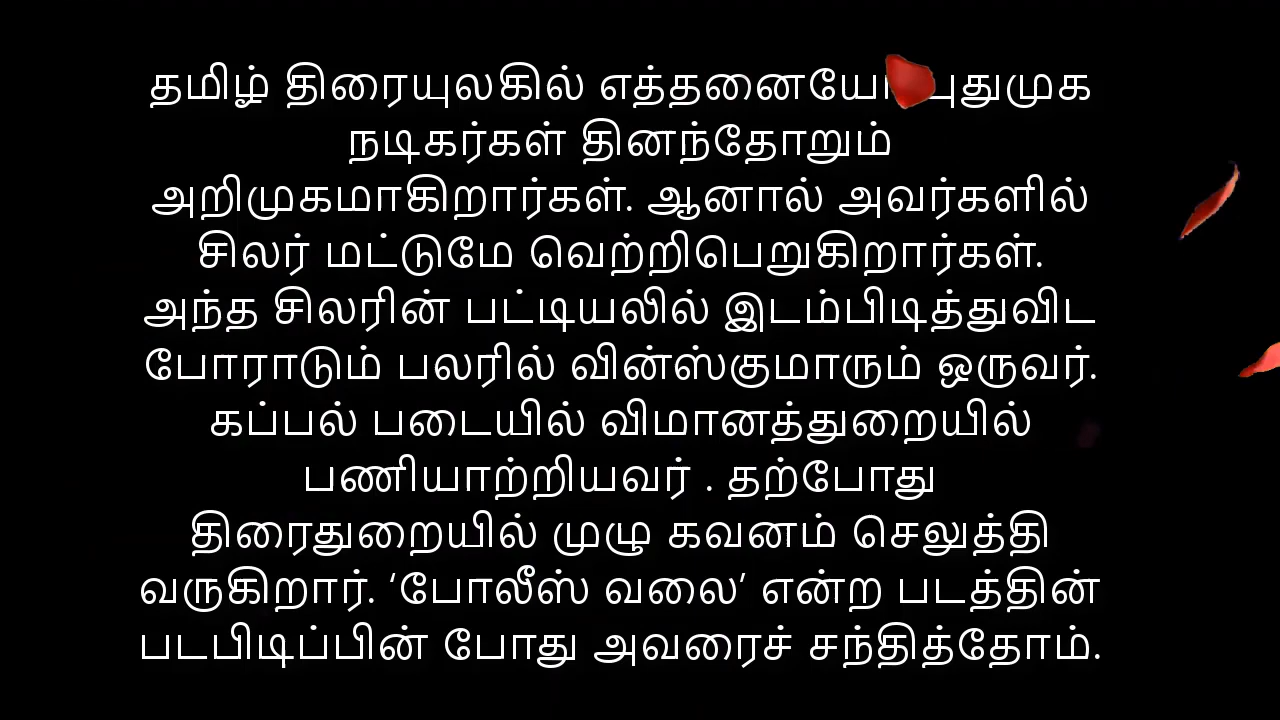 தமிழ் திரையுலகில் எத்தனையோ புதுமுக
நடிகர்கள் தினந்தோறும்
அறிமுகமாகிறார்கள். ஆனால் அவர்களில்
சிலர் மட்டுமே வெற்றிபெறுகிறார்கள்.
அந்த சிலரின் பட்டியலில் இடம்பிடித்துவிட
போராடும் பலரில் வின்ஸ்குமாரும் ஒருவர்.
கப்பல் படையில் விமானத்துறையில்
பணியாற்றியவர் . தற்போது
திரைதுறையில் முழு கவனம் செலுத்தி
வருகிறார். ‘போலீஸ் வலை’ என்ற படத்தின்
படபிடிப்பின் போது அவரைச் சந்தித்தோம்.